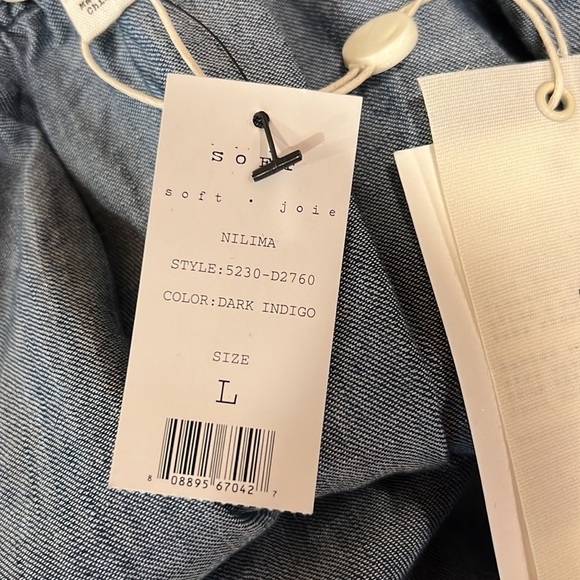 SOFT
soft . joie
NILIMA
STYLE:5230-D2760
COLOR:DARK INDIGO
SIZE
L
8 08895 67042 7